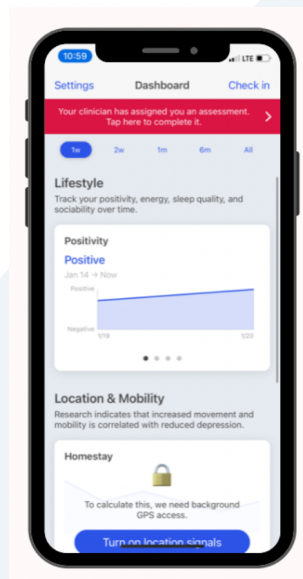 10:59
LTE
Settings
Dashboard
Check in
Your clinician has assigned you an assessment.
Tap here to complete it.
1w
2w
1m
6m
All
Lifestyle
Track your positivity, energy, sleep quality, and
sociability over time.
Positivity
Positive
Jan 14 → Now
Positive
Negative
1/19
1/20
Location & Mobility
Research indicates that increased movement and
mobility is correlated with reduced depression.
Homestay
To calculate this, we need background
GPS access.
Turn on location signals